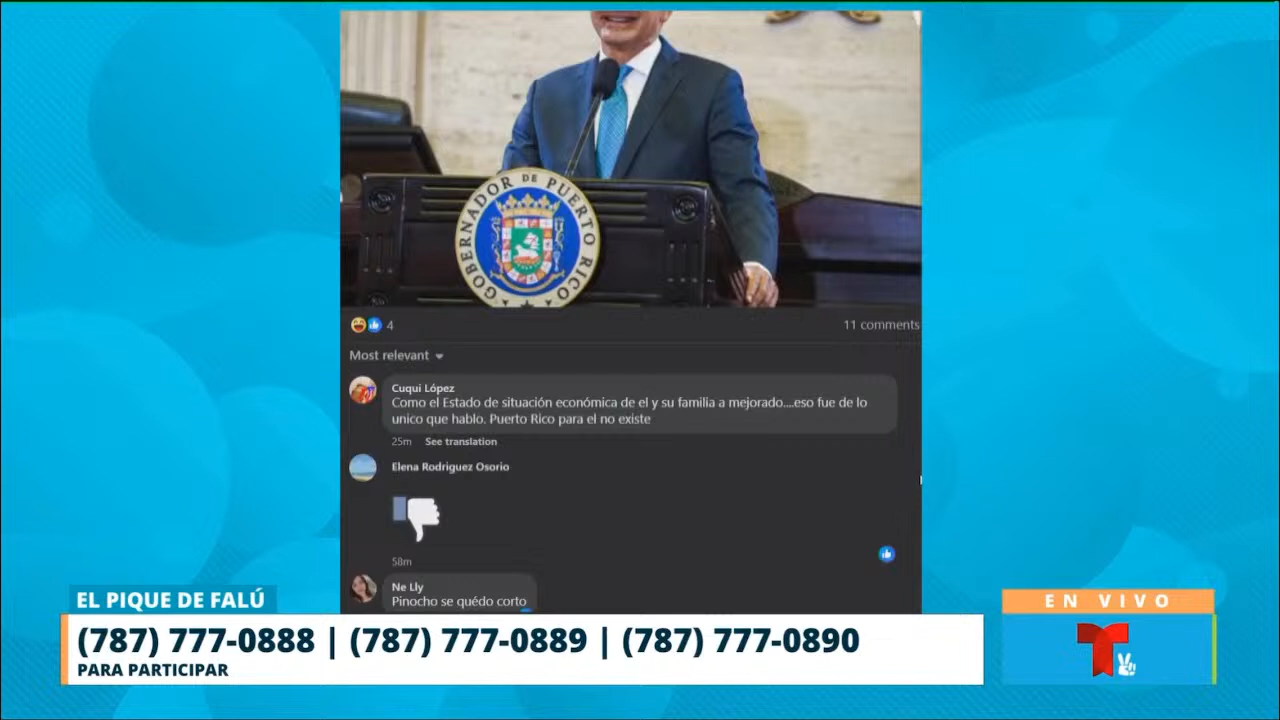 GOBERNADOR DE PUERTO RICO
4
11 comments
Most relevant
Cuqui López
Como el Estado de situación económica de el y su familia a mejorado....eso fue de lo
unico que hablo. Puerto Rico para el no existe
25m See translation
Elena Rodriguez Osorio
58m
Ne Lly
Pinocho se quédo corto
EL PIQUE DE FALÚ
(787) 777-0888 | (787) 777-0889 | (787) 777-0890
PARA PARTICIPAR
EN VIVO